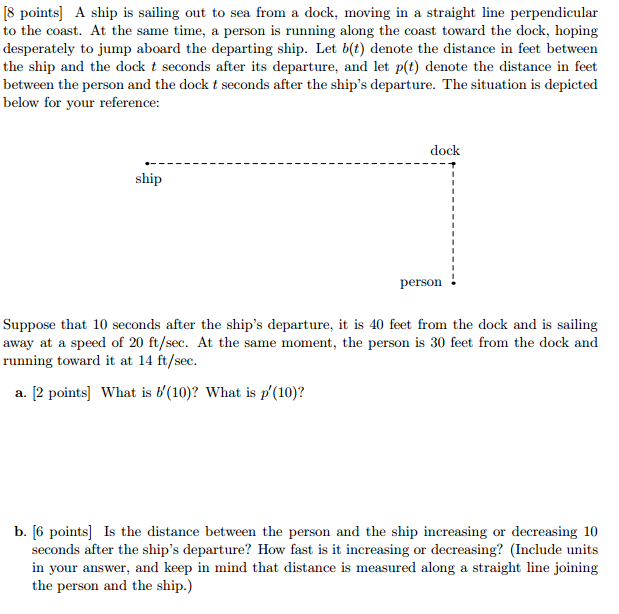 [8 points] A ship is sailing out to sea from a dock, moving in a straight line perpendicular
to the coast. At the same time, a person is running along the coast toward the dock, hoping
desperately to jump aboard the departing ship. Let b(t) denote the distance in feet between
the ship and the dock t seconds after its departure, and let p(t) denote the distance in feet
between the person and the dock t seconds after the ship's departure. The situation is depicted
below for your reference:
dock
ship
person
Suppose that 10 seconds after the ship's departure, it is 40 feet from the dock and is sailing
away at a speed of 20 ft/sec. At the same moment, the person is 30 feet from the dock and
running toward it at 14 ft/sec.
a. [2 points] What is b′(10)? What is p′(10)?
b. [6 points] Is the distance between the person and the ship increasing or decreasing 10
seconds after the ship's departure? How fast is it increasing or decreasing? (Include units
in your answer, and keep in mind that distance is measured along a straight line joining
the person and the ship.)